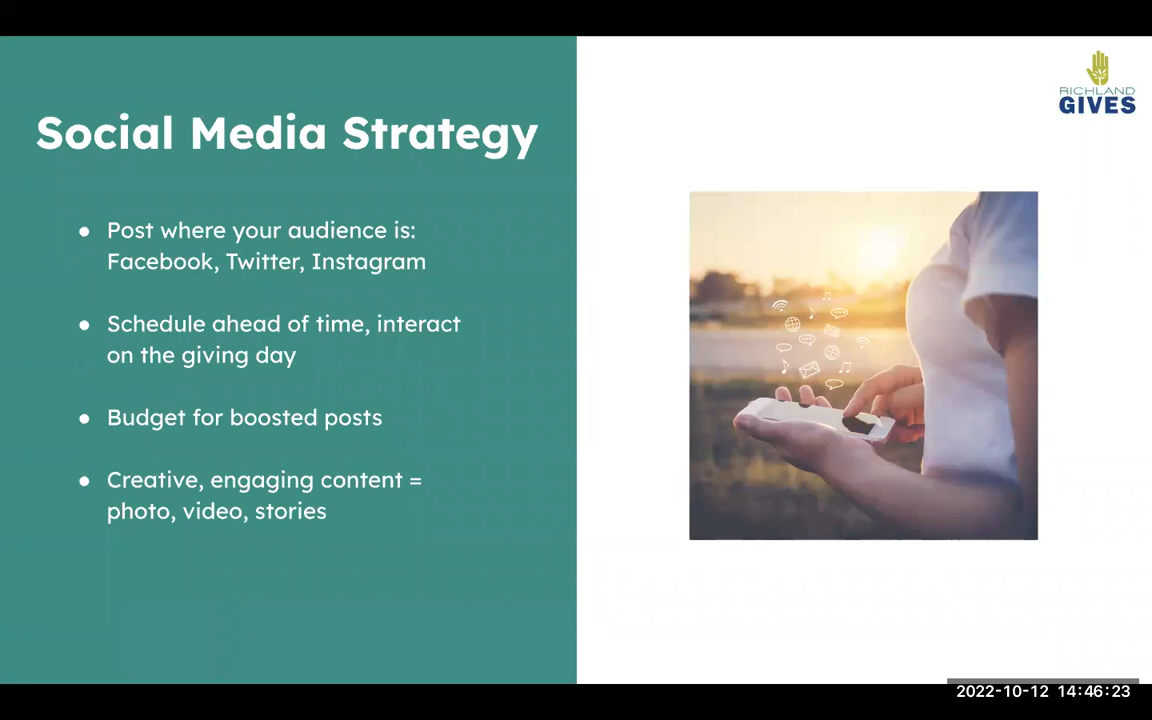 Social Media Strategy
● Post where your audience is:
Facebook, Twitter, Instagram
● Schedule ahead of time, interact
on the giving day
● Budget for boosted posts
● Creative, engaging content =
photo, video, stories
RICHLAND
GIVES
2022-10-12 14:46:23